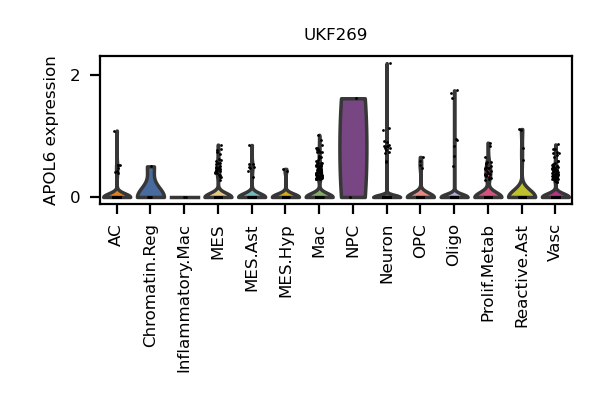 UKF269
APOL6 expression
2
0
AC
Chromatin.Reg
Inflammatory.Mac
MES
MES.Ast
MES.Hyp
Mac
NPC
Neuron
OPC
Oligo
Prolif.Metab
Reactive.Ast
Vasc